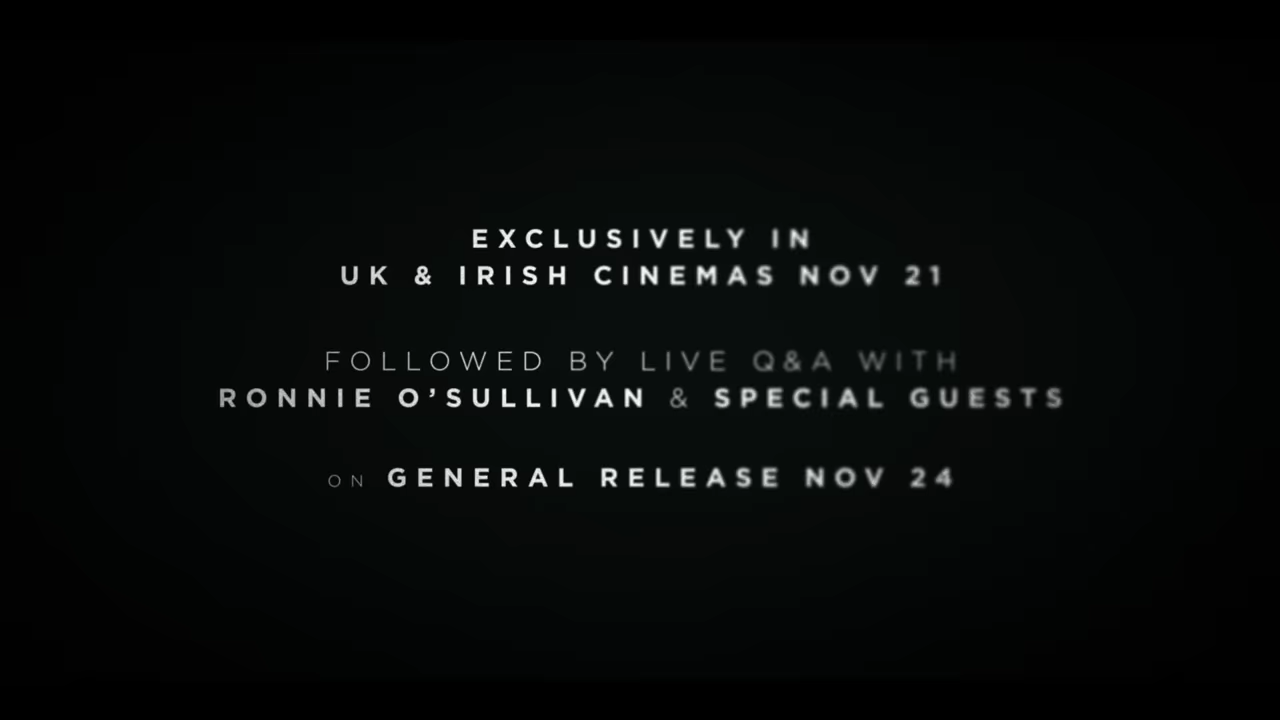 EXCLUSIVELY IN
UK & IRISH CINEMAS NOV 21
FOLLOWED BY LIVE Q&A WITH
RONNIE O'SULLIVAN & SPECIAL GUESTS
ON GENERAL RELEASE NOV 24